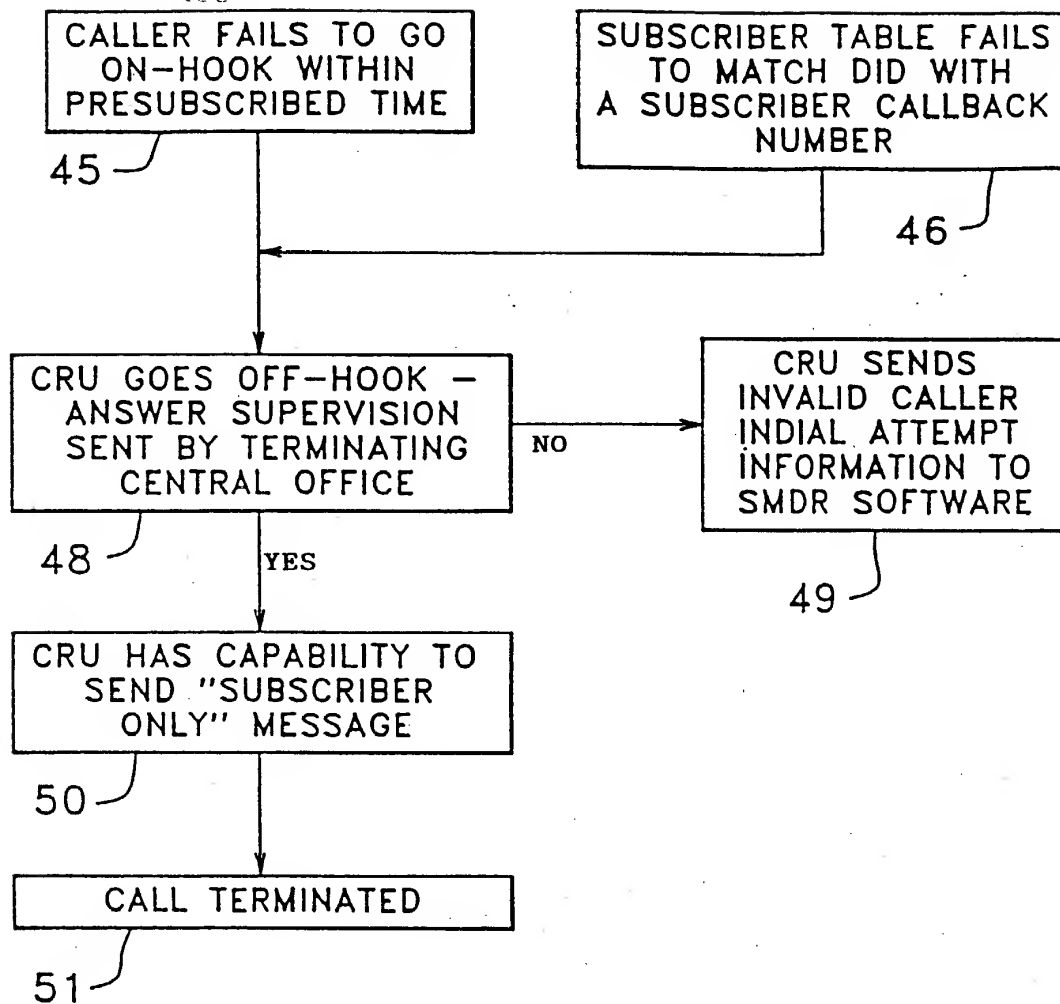 CALLER FAILS TO GO
ON-HOOK WITHIN
PRESUBSCRIBED TIME
45
SUBSCRIBER TABLE FAILS
TO MATCH DID WITH
A SUBSCRIBER CALLBACK
NUMBER
46
CRU GOES OFF-HOOK -
ANSWER SUPERVISION
SENT BY TERMINATING
CENTRAL OFFICE
48
NO
CRU SENDS
INVALID CALLER
INDIAL ATTEMPT
INFORMATION TO
SMDR SOFTWARE
49
YES
CRU HAS CAPABILITY TO
SEND "SUBSCRIBER
ONLY" MESSAGE
50
CALL TERMINATED
51